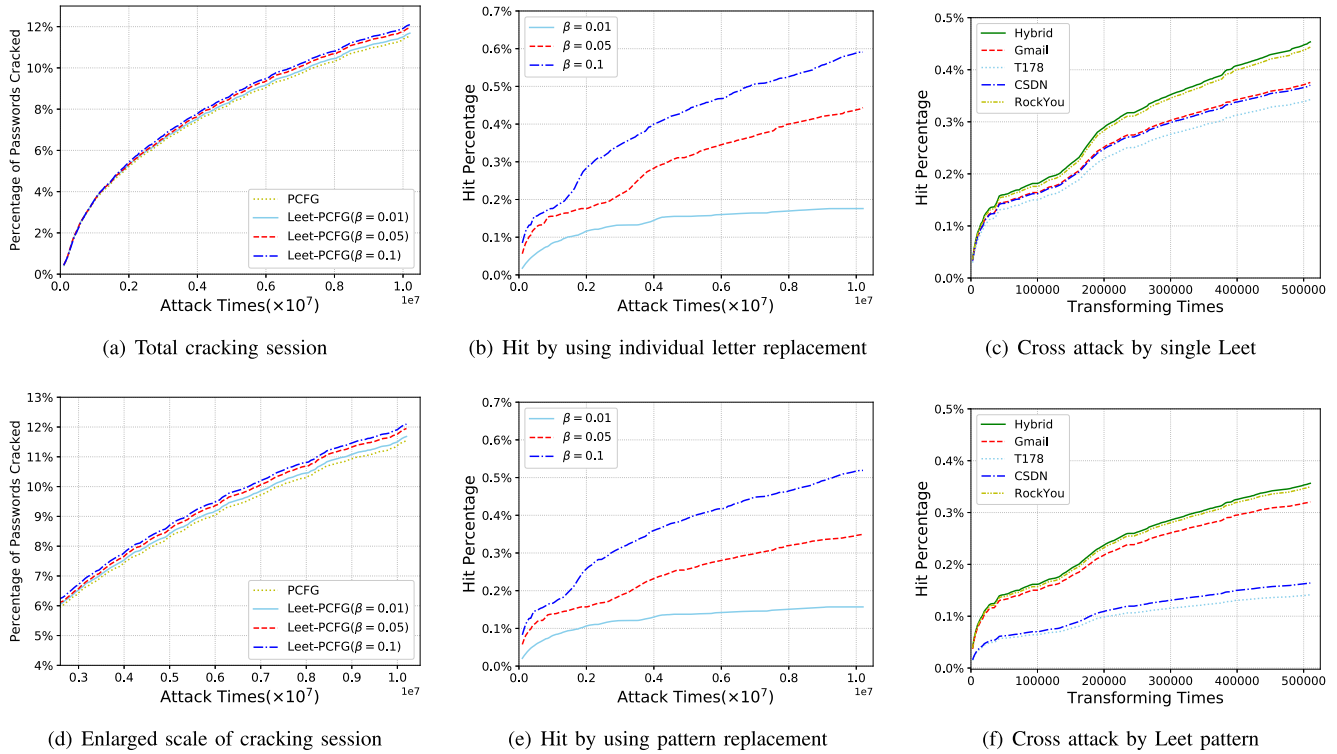 12%
10%
8%
6%
4%
2%
0%
Percentage of Passwords Cracked
PCFG
Leet-PCFG(β = 0.01)
Leet-PCFG(β = 0.05)
Leet-PCFG(β = 0.1)
0.0 0.2 0.4 0.6 0.8 1.0
1e7
Attack Times(×10⁷)
(a) Total cracking session
0.7%
0.6%
0.5%
0.4%
0.3%
0.2%
0.1%
0.0%
Hit Percentage
β = 0.01
β = 0.05
β = 0.1
0.0 0.2 0.4 0.6 0.8 1.0
1e7
Attack Times(×10⁷)
(b) Hit by using individual letter replacement
0.5%
0.4%
0.3%
0.2%
0.1%
0.0%
Hit Percentage
Hybrid
Gmail
T178
CSDN
RockYou
0 100000 200000 300000 400000 500000
Transforming Times
(c) Cross attack by single Leet
13%
12%
11%
10%
9%
8%
7%
6%
5%
4%
Percentage of Passwords Cracked
PCFG
Leet-PCFG(β = 0.01)
Leet-PCFG(β = 0.05)
Leet-PCFG(β = 0.1)
0.3 0.4 0.5 0.6 0.7 0.8 0.9 1.0
1e7
Attack Times(×10⁷)
(d) Enlarged scale of cracking session
0.7%
0.6%
0.5%
0.4%
0.3%
0.2%
0.1%
0.0%
Hit Percentage
β = 0.01
β = 0.05
β = 0.1
0.0 0.2 0.4 0.6 0.8 1.0
1e7
Attack Times(×10⁷)
(e) Hit by using pattern replacement
0.5%
0.4%
0.3%
0.2%
0.1%
0.0%
Hit Percentage
Hybrid
Gmail
T178
CSDN
RockYou
0 100000 200000 300000 400000 500000
Transforming Times
(f) Cross attack by Leet pattern